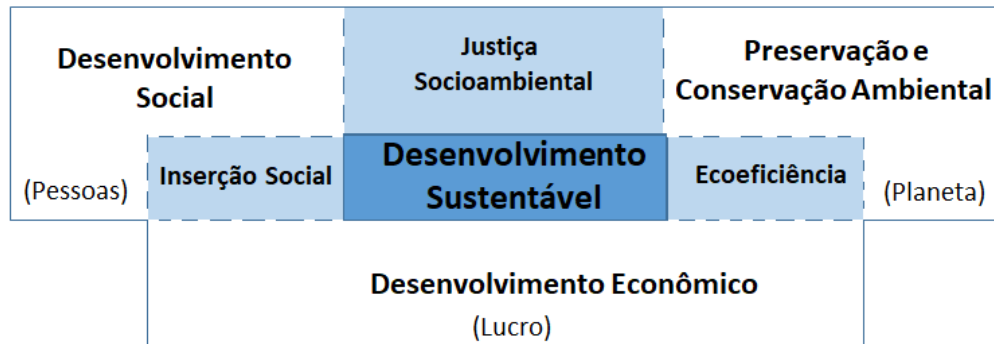 Desenvolvimento
Social
Justiça
Socioambiental
Preservação e
Conservação Ambiental
(Pessoas)
Inserção Social
Desenvolvimento
Sustentável
Ecoeficiência
(Planeta)
Desenvolvimento Econômico
(Lucro)